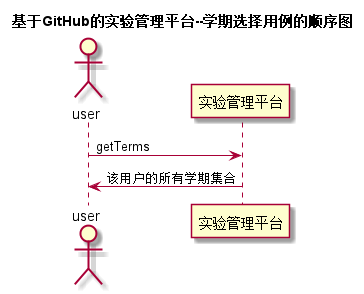 基于GitHub的实验管理平台--学期选择用例的顺序图
user
实验管理平台
getTerms
该用户的所有学期集合
user
实验管理平台